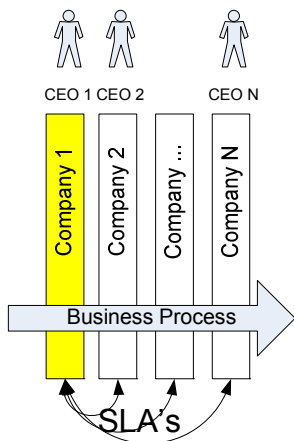 CEO 1 CEO 2 CEO N
Company 1
Company 2
Company ...
Company N
Business Process
SLA's